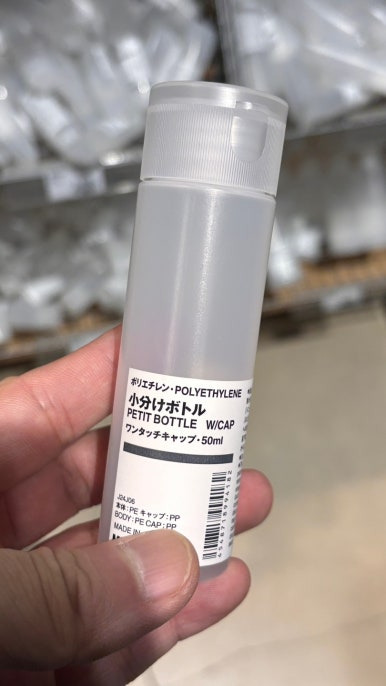 ポリエチレン・POLYETHYLENE
小分けボトル
PETIT BOTTLE W/CAP
ワンタッチキャップ・50ml
J24J06
本体:PE キャップ:PP
BODY:PE CAP:PP
MADE IN